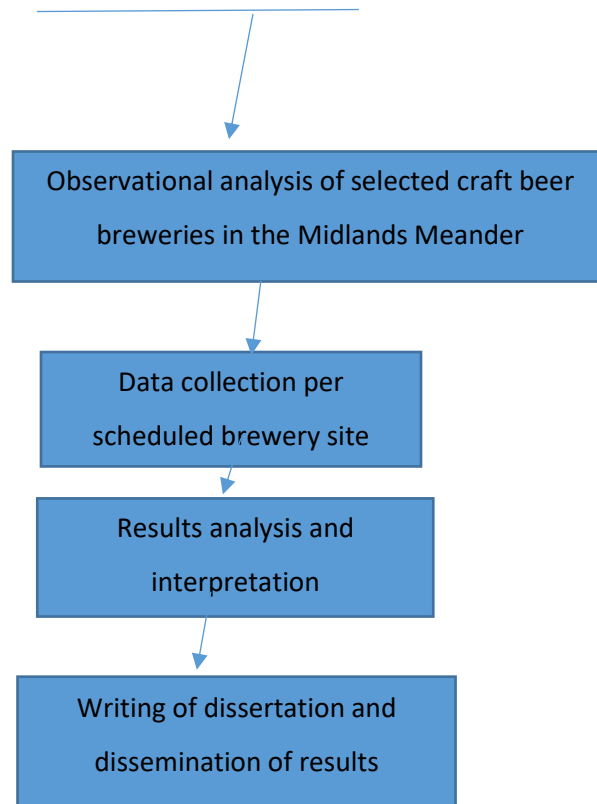 Observational analysis of selected craft beer
breweries in the Midlands Meander
Data collection per
scheduled brewery site
Results analysis and
interpretation
Writing of dissertation and
dissemination of results